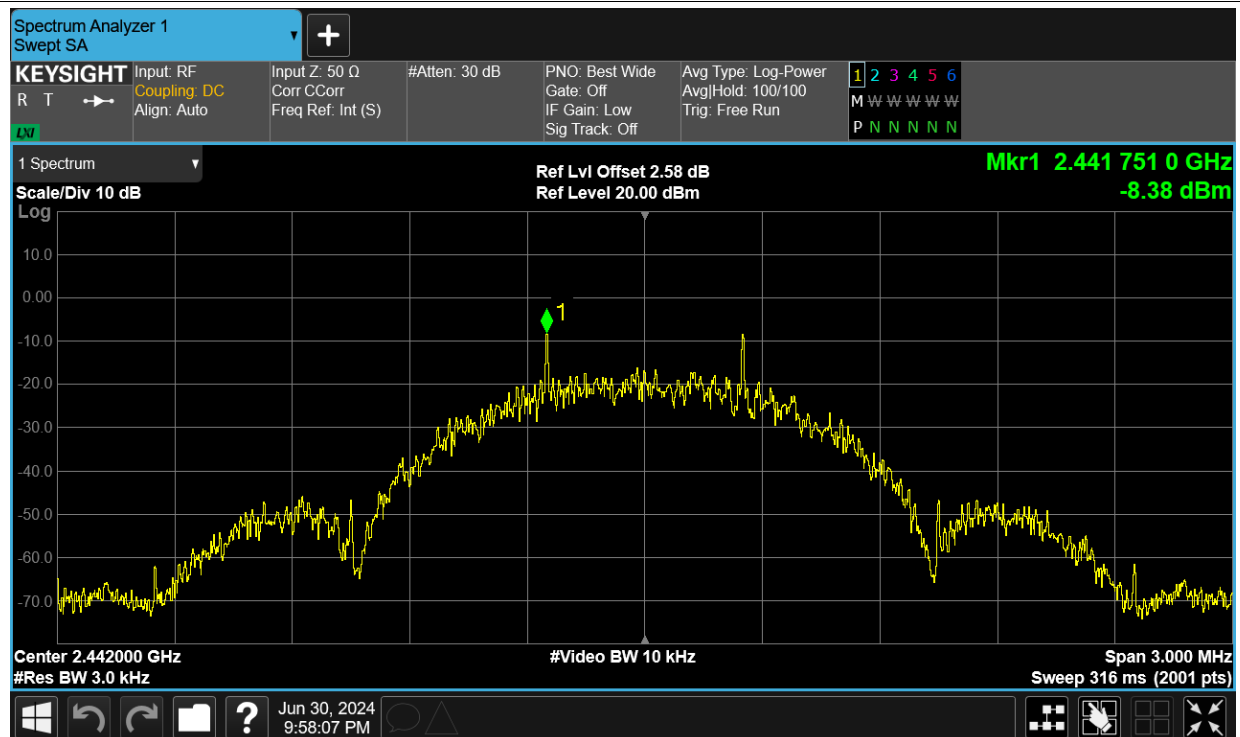 Spectrum Analyzer 1
Swept SA
+
KEYSIGHT
R T
LXI
Input: RF
Coupling: DC
Align: Auto
Input Z: 50 Ω
Corr CCorr
Freq Ref: Int (S)
#Atten: 30 dB
PNO: Best Wide
Gate: Off
IF Gain: Low
Sig Track: Off
Avg Type: Log-Power
Avg|Hold: 100/100
Trig: Free Run
1 2 3 4 5 6
M W W W W W W
P N N N N N N
1 Spectrum
Scale/Div 10 dB
Log
Ref Lvl Offset 2.58 dB
Ref Level 20.00 dBm
Mkr1 2.441 751 0 GHz
-8.38 dBm
10.0
0.00
-10.0
-20.0
-30.0
-40.0
-50.0
-60.0
-70.0
1
Center 2.442000 GHz
#Res BW 3.0 kHz
#Video BW 10 kHz
Span 3.000 MHz
Sweep 316 ms (2001 pts)
?
Jun 30, 2024
9:58:07 PM